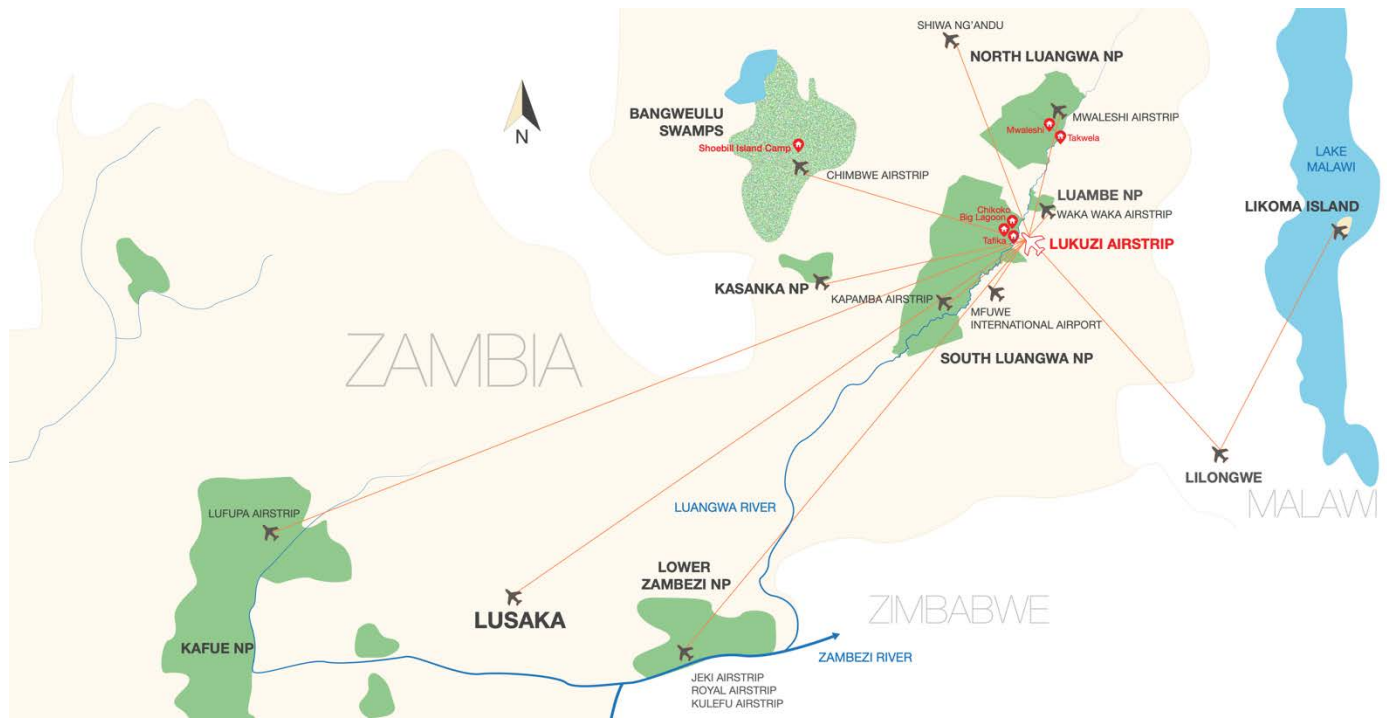 SHIWA NG'ANDU
NORTH LUANGWA NP
BANGWEULU
SWAMPS
MWALESHI AIRSTRIP
Mwaleshi
Takwela
N
Shoebill Island Camp
CHIMBWE AIRSTRIP
LAKE
MALAWI
LUAMBE NP
WAKA WAKA AIRSTRIP
LIKOMA ISLAND
Chikoko
Big Lagoon
Tafika
LUKUZI AIRSTRIP
KASANKA NP
KAPAMBA AIRSTRIP
MFUWE
INTERNATIONAL AIRPORT
ZAMBIA
SOUTH LUANGWA NP
LILONGWE
MALAWI
LUANGWA RIVER
LUFUPA AIRSTRIP
LOWER
ZAMBEZI NP
ZIMBABWE
LUSAKA
KAFUE NP
ZAMBEZI RIVER
JEKI AIRSTRIP
ROYAL AIRSTRIP
KULEFU AIRSTRIP